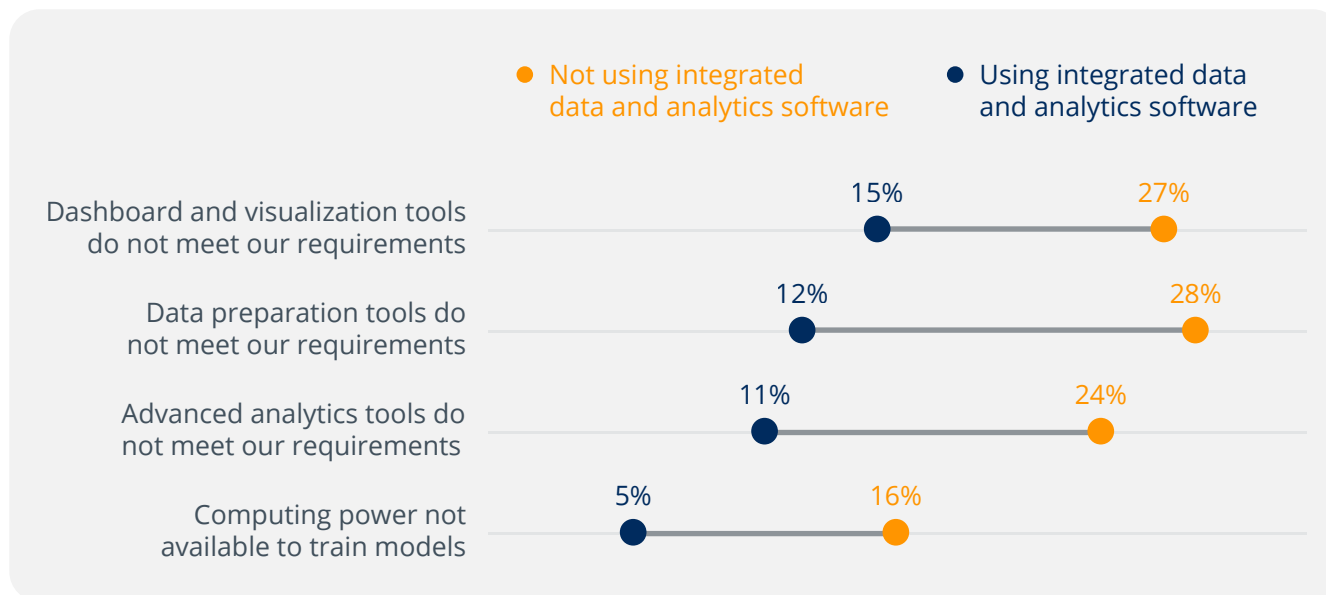 Not using integrated
data and analytics software
Using integrated data
and analytics software
Dashboard and visualization tools
do not meet our requirements
15%
27%
Data preparation tools do
not meet our requirements
12%
28%
Advanced analytics tools do
not meet our requirements
11%
24%
Computing power not
available to train models
5%
16%